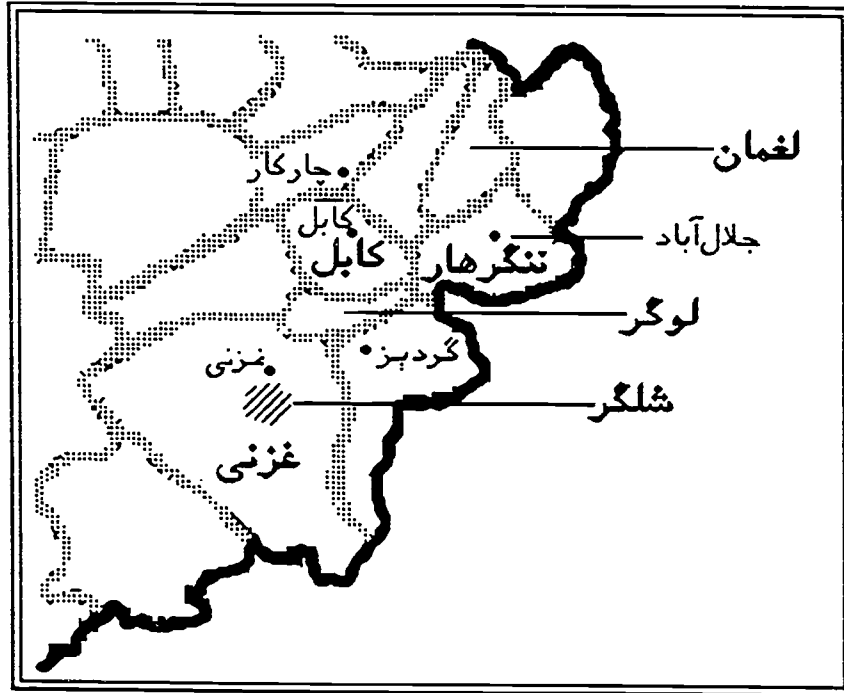 لغمان
چارکار
کابل
جلال‌آباد
کابل
ننگرهار
لوگر
گردیز
غزنی
شلگر
غزنی